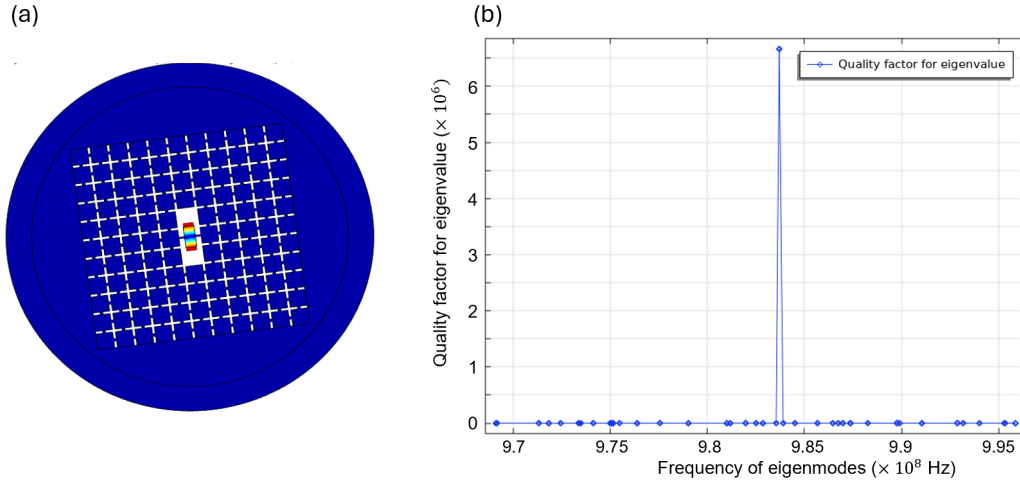 (a)
(b)
Quality factor for eigenvalue
Quality factor for eigenvalue (× 10⁶)
6
5
4
3
2
1
0
9.7 9.75 9.8 9.85 9.9 9.95
Frequency of eigenmodes (× 10⁸ Hz)